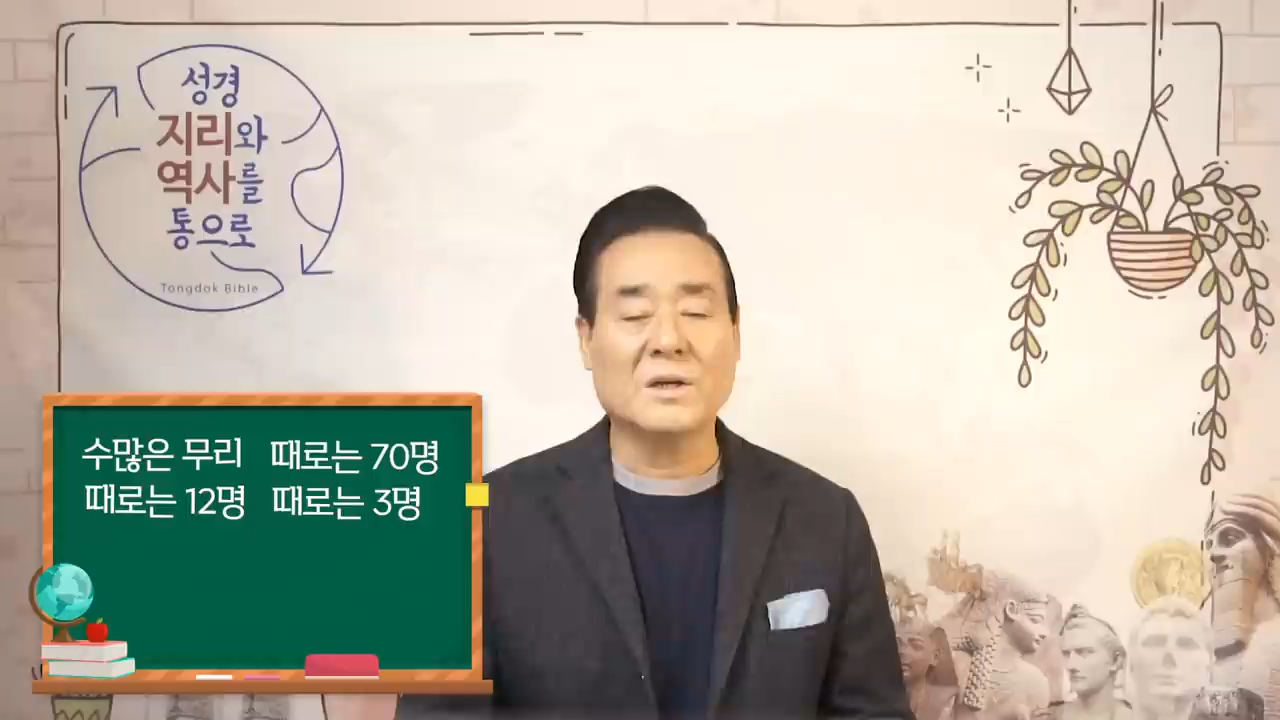 성경
지리와
역사를
통으로
Tongdok Bible
수많은 무리 때로는 70명
때로는 12명 때로는 3명